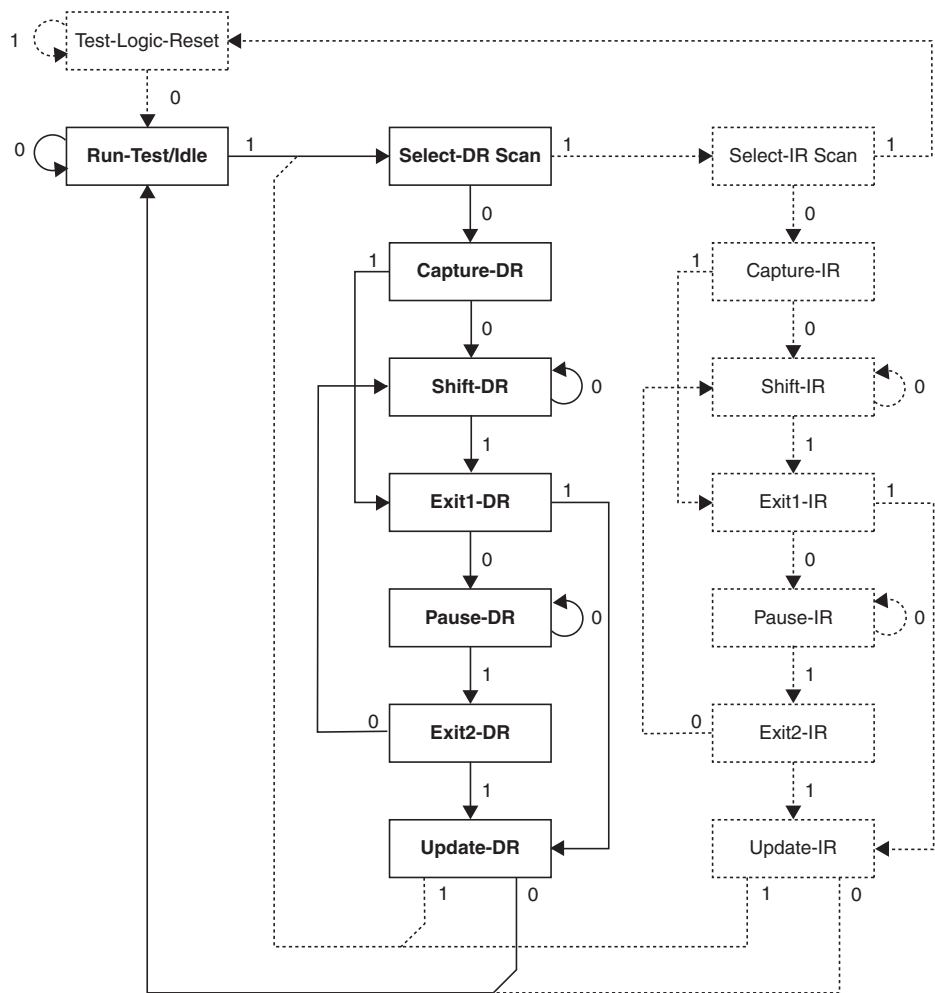 1 Test-Logic-Reset
0
0 Run-Test/Idle 1 Select-DR Scan 1 Select-IR Scan 1
0 0
1 Capture-DR 1 Capture-IR
0 0
Shift-DR 0 Shift-IR 0
1 1
Exit1-DR 1 Exit1-IR 1
0 0
Pause-DR 0 Pause-IR 0
1 1
0 Exit2-DR 0 Exit2-IR
1 1
Update-DR Update-IR
1 0 1 0